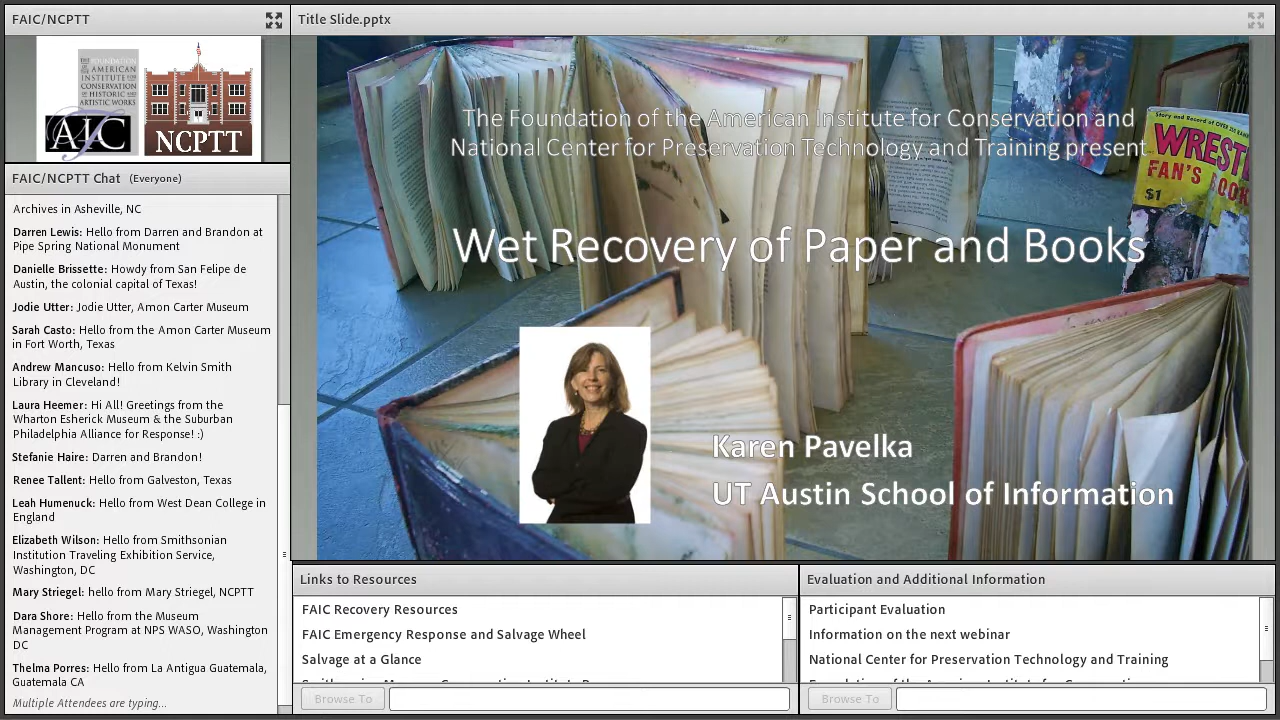 FAIC/NCPTT
THE
FOUNDATION
OF THE
AMERICAN
INSTITUTE FOR
CONSERVATION
OF HISTORIC AND
ARTISTIC WORKS
AIC
NCPTT
FAIC/NCPTT Chat (Everyone)
Archives in Asheville, NC
Darren Lewis: Hello from Darren and Brandon at
Pipe Spring National Monument
Danielle Brissette: Howdy from San Felipe de
Austin, the colonial capital of Texas!
Jodie Utter: Jodie Utter, Amon Carter Museum
Sarah Casto: Hello from the Amon Carter Museum
in Fort Worth, Texas
Andrew Mancuso: Hello from Kelvin Smith
Library in Cleveland!
Laura Heemer: Hi All! Greetings from the
Wharton Esherick Museum & the Suburban
Philadelphia Alliance for Response! :)
Stefanie Haire: Darren and Brandon!
Renee Tallent: Hello from Galveston, Texas
Leah Humenuck: Hello from West Dean College in
England
Elizabeth Wilson: Hello from Smithsonian
Institution Traveling Exhibition Service,
Washington, DC
Mary Striegel: hello from Mary Striegel, NCPTT
Dara Shore: Hello from the Museum
Management Program at NPS WASO, Washington
DC
Thelma Porres: Hello from La Antigua Guatemala,
Guatemala CA
Multiple Attendees are
Title Slide.pptx
The Foundation of the American Institute for Conservation and
National Center for Preservation Technology and Training present
Wet Recovery of Paper and Books
Story and Record of OVER
WREST
FAN'S
BOOK
$1
Karen Pavelka
UT Austin School of Information
Links to Resources
FAIC Recovery Resources
FAIC Emergency Response and Salvage Wheel
Salvage at a Glance
Browse To
Evaluation and Additional Information
Participant Evaluation
Information on the next webinar
National Center for Preservation Technology and Training
Browse To